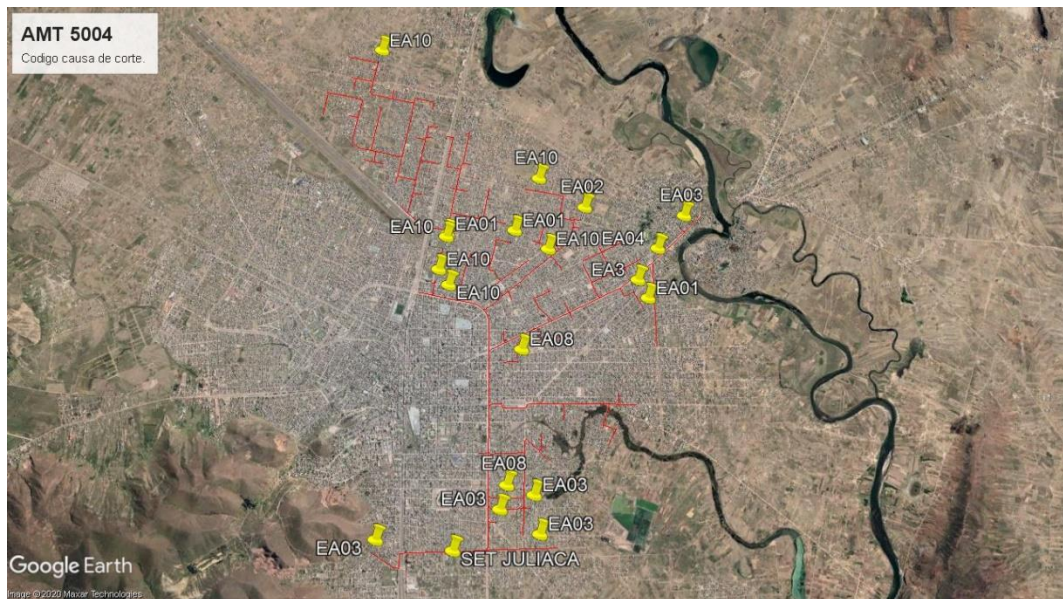 AMT 5004
Codigo causa de corte.
EA10
EA10
EA02
EA03
EA10
EA01
EA01
EA10
EA04
EA10
EA3
EA10
EA01
EA08
EA08
EA03
EA03
EA03
EA03
SET JULIACA
Google Earth
Image © 2020 Maxar Technologies